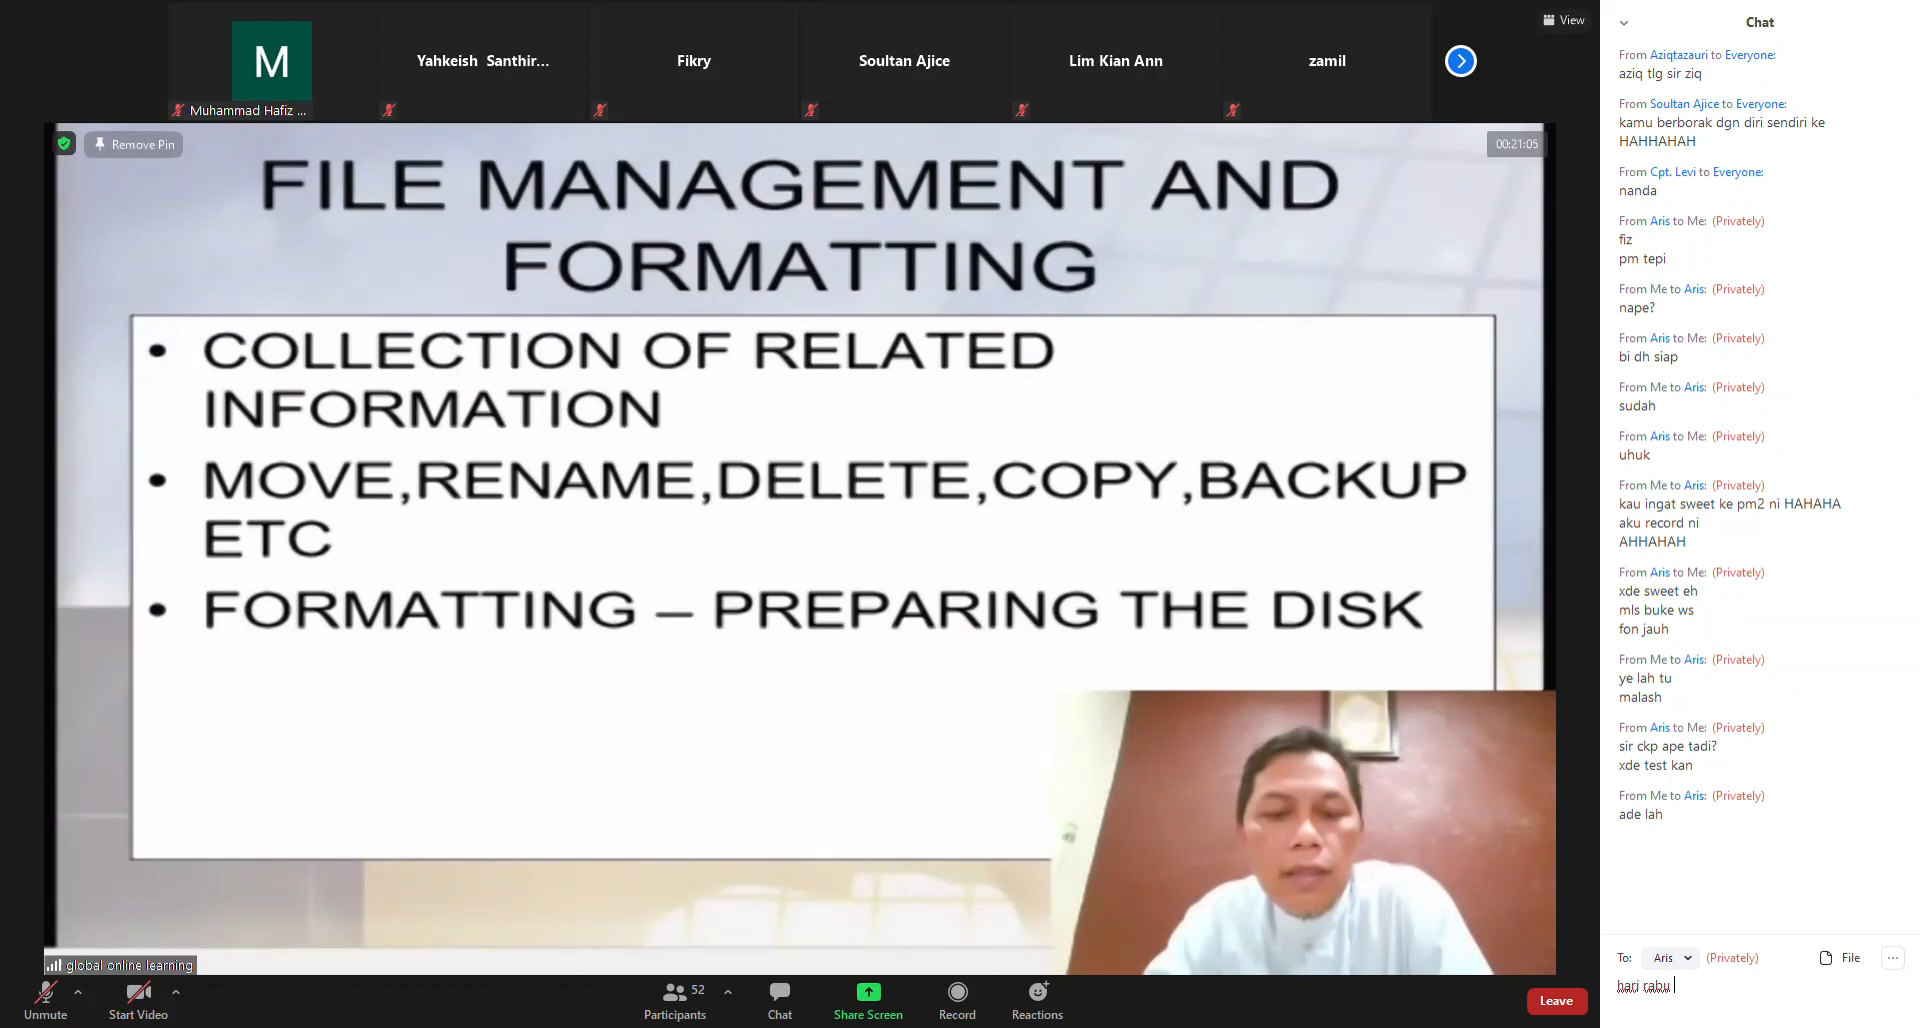 View
M
Muhammad Hafiz ...
Yahkeish Santhir...
Fikry
Soultan Ajice
Lim Kian Ann
zamil
Remove Pin
00:21:05
FILE MANAGEMENT AND
FORMATTING
• COLLECTION OF RELATED
INFORMATION
• MOVE,RENAME,DELETE,COPY,BACKUP
ETC
• FORMATTING – PREPARING THE DISK
global online learning
Unmute
Start Video
52
Participants
Chat
Share Screen
Record
Reactions
Leave
Chat
From Aziqtazauri to Everyone:
aziq tlg sir ziq
From Soultan Ajice to Everyone:
kamu berborak dgn diri sendiri ke
HAHHAHAH
From Cpt. Levi to Everyone:
nanda
From Aris to Me: (Privately)
fiz
pm tepi
From Me to Aris: (Privately)
nape?
From Aris to Me: (Privately)
bi dh siap
From Me to Aris: (Privately)
sudah
From Aris to Me: (Privately)
uhuk
From Me to Aris: (Privately)
kau ingat sweet ke pm2 ni HAHAHA
aku record ni
AHHAHAH
From Aris to Me: (Privately)
xde sweet eh
mls buke ws
fon jauh
From Me to Aris: (Privately)
ye lah tu
malash
From Aris to Me: (Privately)
sir ckp ape tadi?
xde test kan
From Me to Aris: (Privately)
ade lah
To: Aris (Privately) File
hari rabu